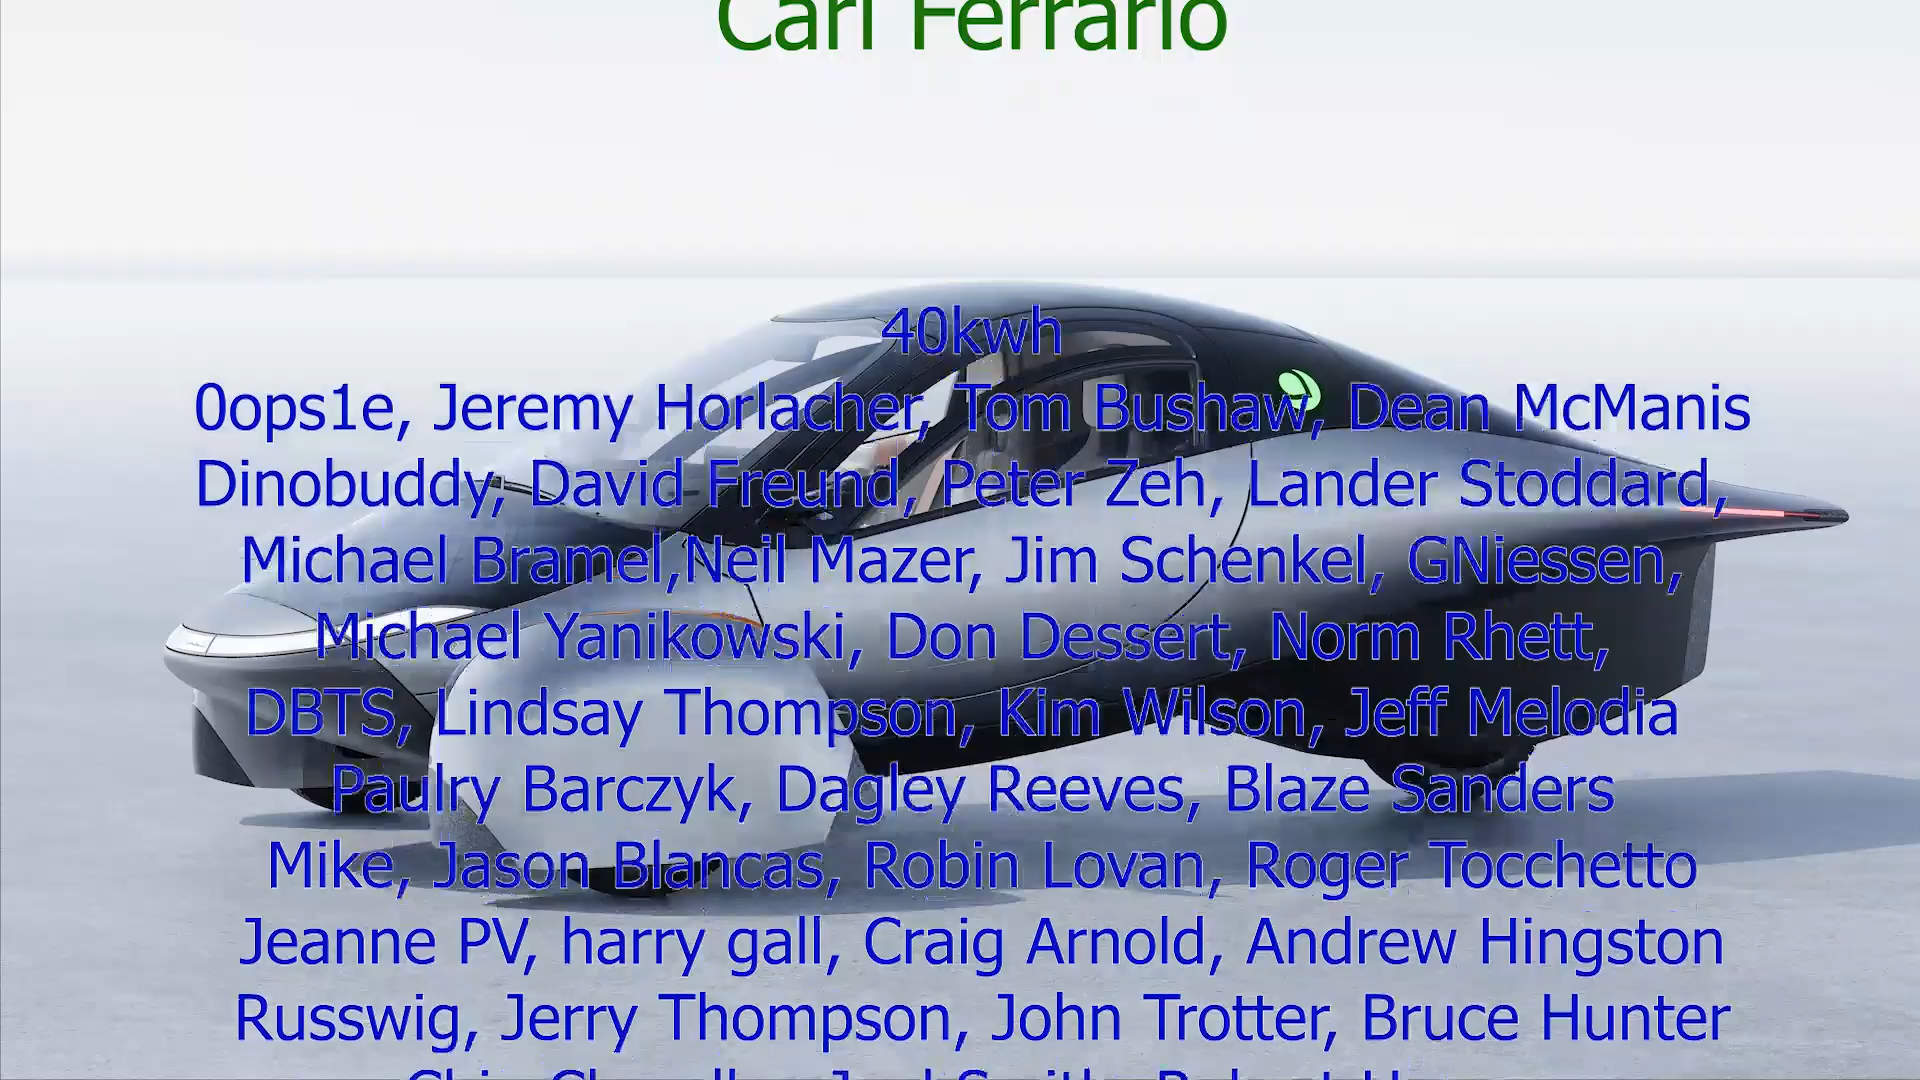 Carl Ferrario
40kwh
0ops1e, Jeremy Horlacher, Tom Bushaw, Dean McManis
Dinobuddy, David Freund, Peter Zeh, Lander Stoddard,
Michael Bramel,Neil Mazer, Jim Schenkel, GNiessen,
Michael Yanikowski, Don Dessert, Norm Rhett,
DBTS, Lindsay Thompson, Kim Wilson, Jeff Melodia
Paulry Barczyk, Dagley Reeves, Blaze Sanders
Mike, Jason Blancas, Robin Lovan, Roger Tocchetto
Jeanne PV, harry gall, Craig Arnold, Andrew Hingston
Russwig, Jerry Thompson, John Trotter, Bruce Hunter